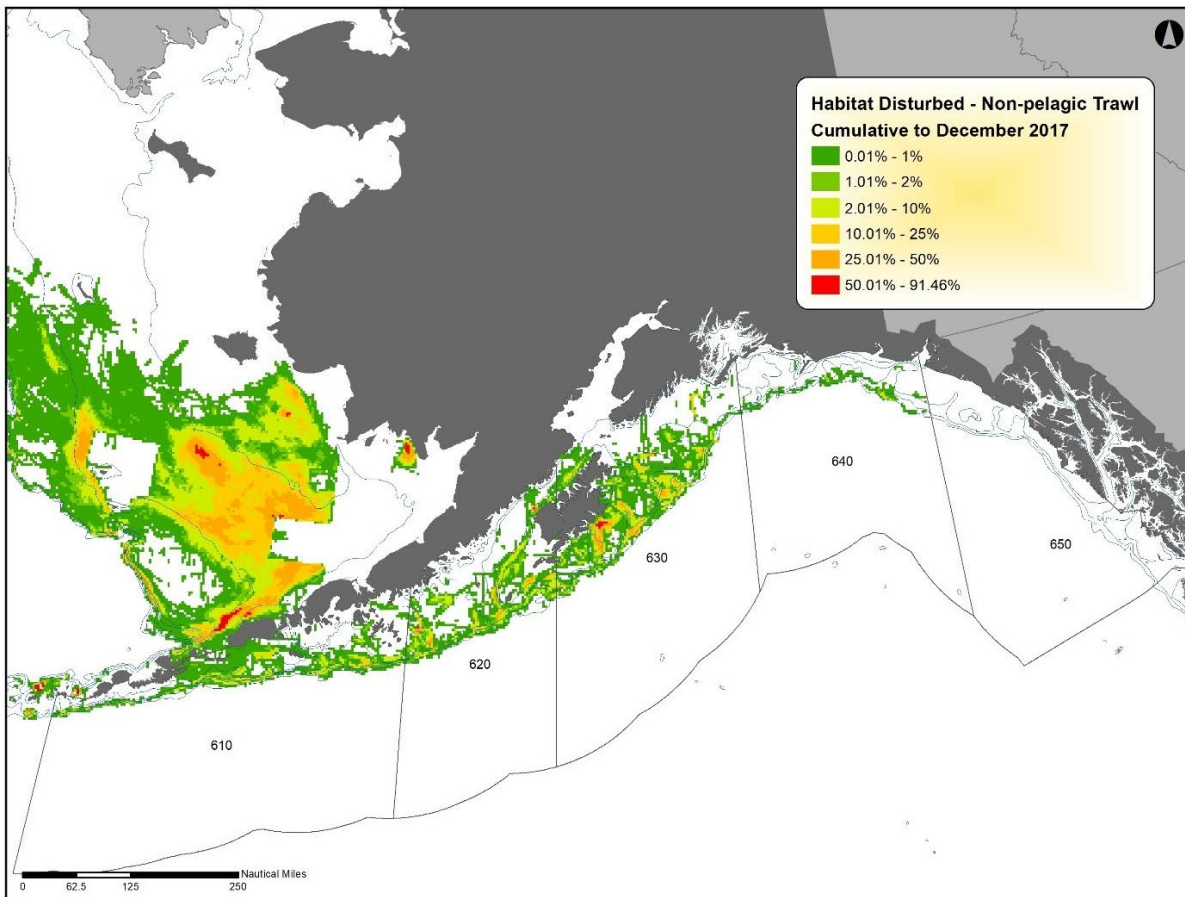 Habitat Disturbed - Non-pelagic Trawl
Cumulative to December 2017
0.01% - 1%
1.01% - 2%
2.01% - 10%
10.01% - 25%
25.01% - 50%
50.01% - 91.46%
640
630
650
620
610
Nautical Miles
0 62.5 125 250